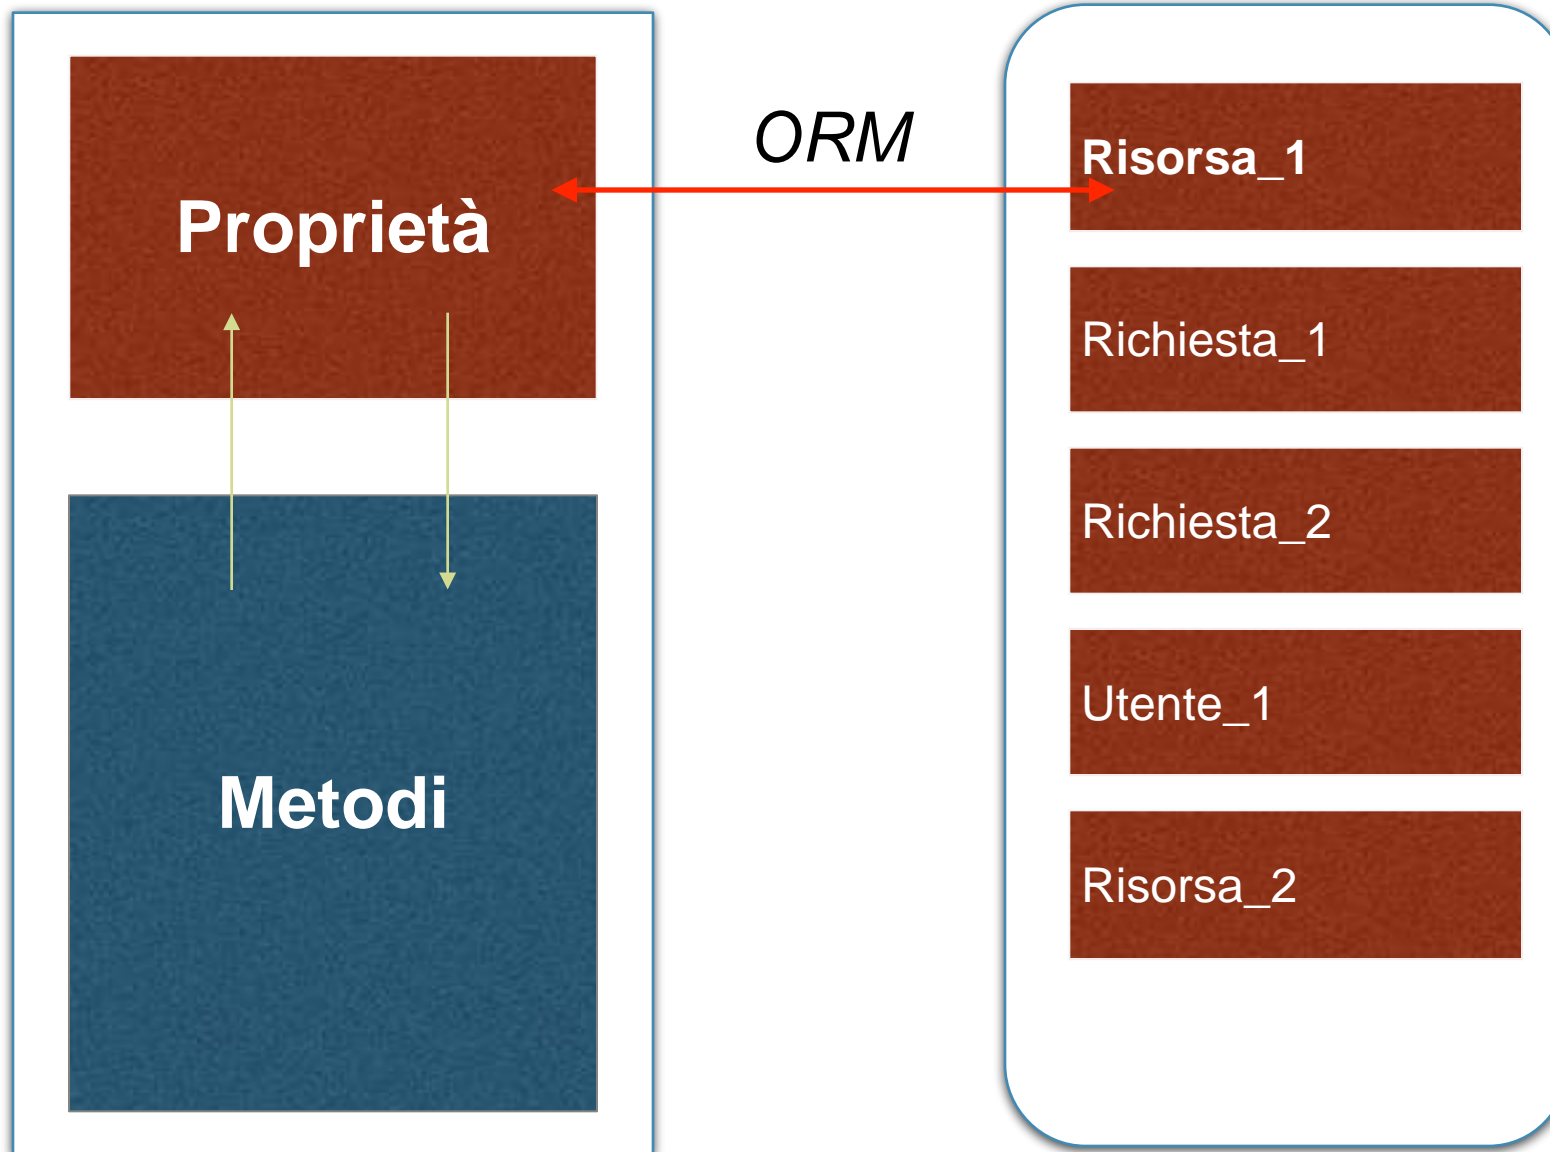 Proprietà
Metodi
ORM
Risorsa_1
Richiesta_1
Richiesta_2
Utente_1
Risorsa_2